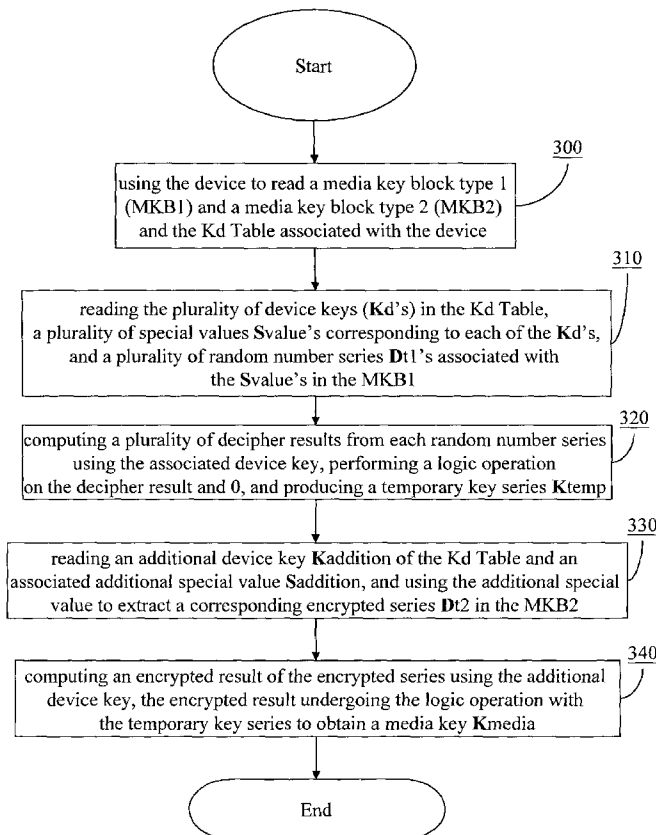 Start
300
using the device to read a media key block type 1
(MKB1) and a media key block type 2 (MKB2)
and the Kd Table associated with the device
310
reading the plurality of device keys (Kd's) in the Kd Table,
a plurality of special values Svalue's corresponding to each of the Kd's,
and a plurality of random number series Dt1's associated with
the Svalue's in the MKB1
320
computing a plurality of decipher results from each random number series
using the associated device key, performing a logic operation
on the decipher result and 0, and producing a temporary key series Ktemp
330
reading an additional device key Kaddition of the Kd Table and an
associated additional special value Saddition, and using the additional special
value to extract a corresponding encrypted series Dt2 in the MKB2
340
computing an encrypted result of the encrypted series using the additional
device key, the encrypted result undergoing the logic operation with
the temporary key series to obtain a media key Kmedia
End